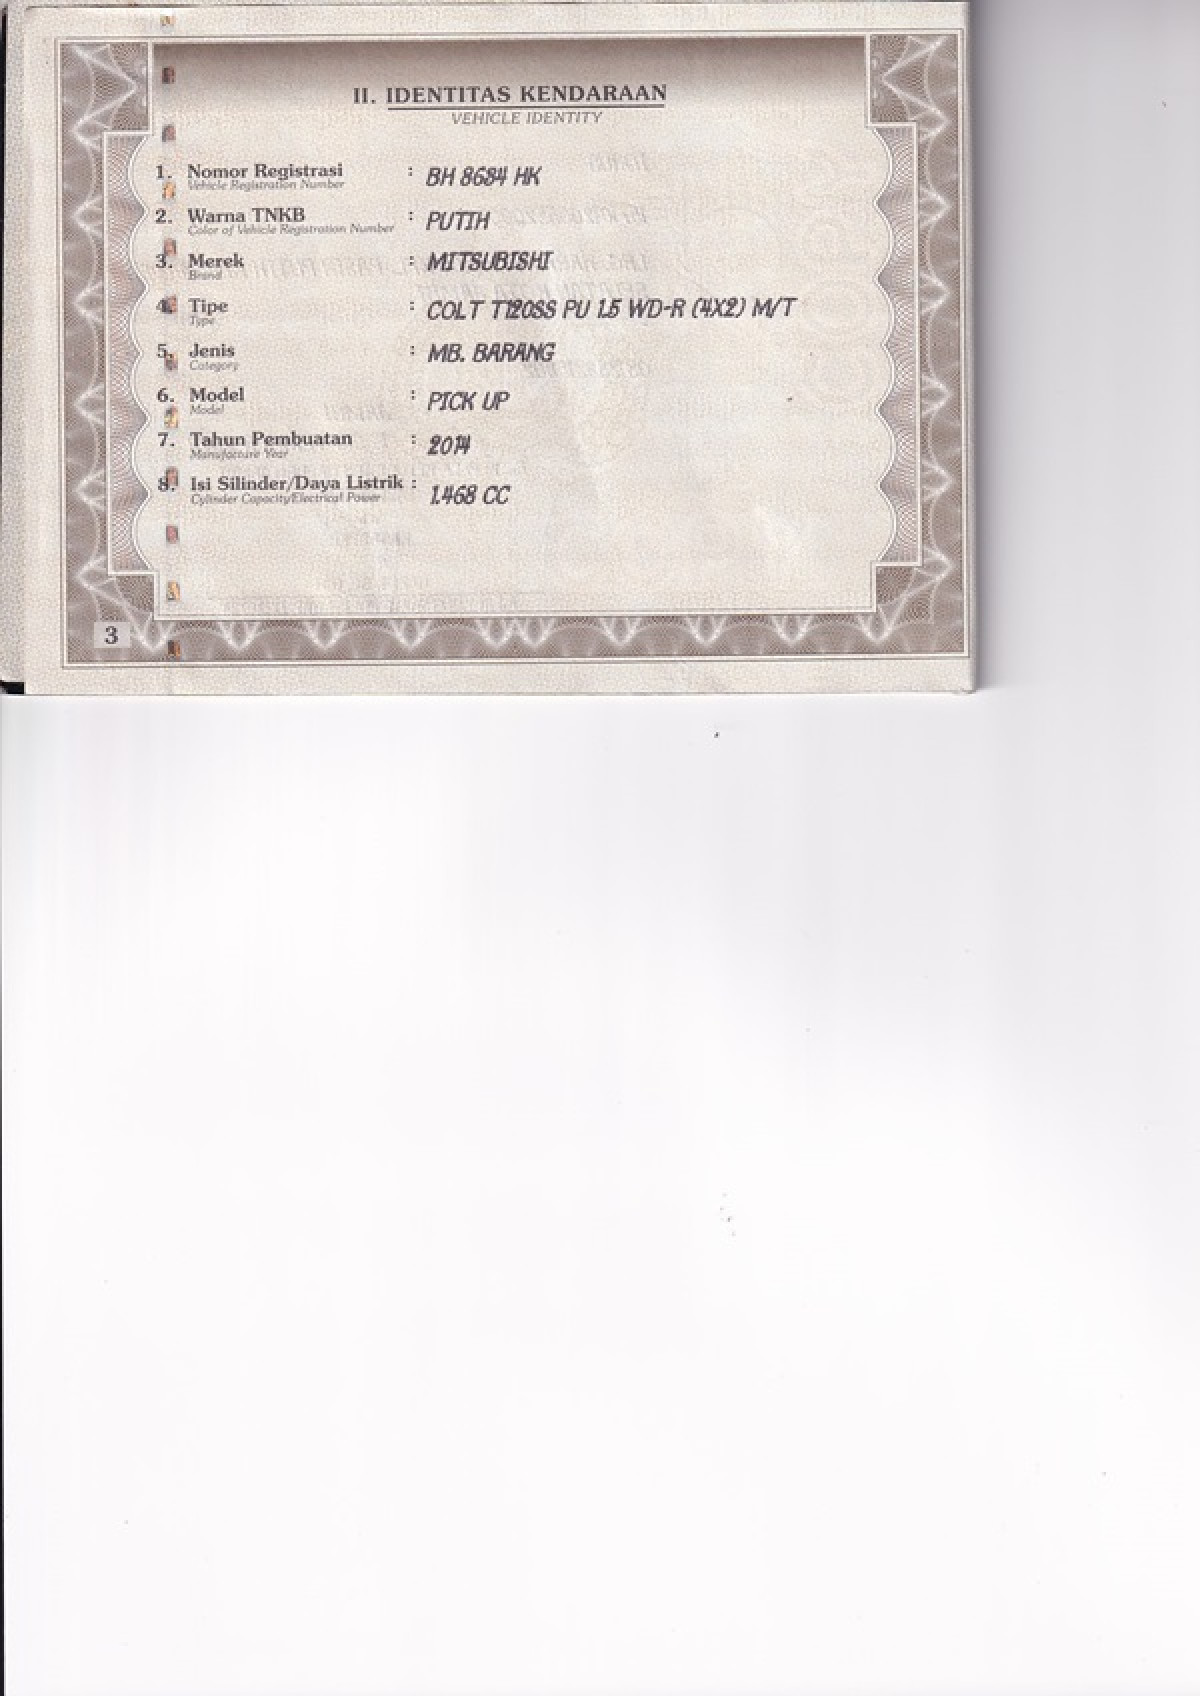 II. IDENTITAS KENDARAAN
VEHICLE IDENTITY
1. Nomor Registrasi : BH 8684 HK
Vehicle Registration Number
2. Warna TNKB : PUTIH
Color of Vehicle Registration Number
3. Merek : MITSUBISHI
Brand
4. Tipe : COLT T120SS PU 1.5 WD-R (4X2) M/T
Type
5. Jenis : MB. BARANG
Category
6. Model : PICK UP
Model
7. Tahun Pembuatan : 2014
Manufacture Year
8. Isi Silinder/Daya Listrik : 1.468 CC
Cylinder Capacity/Electrical Power
3